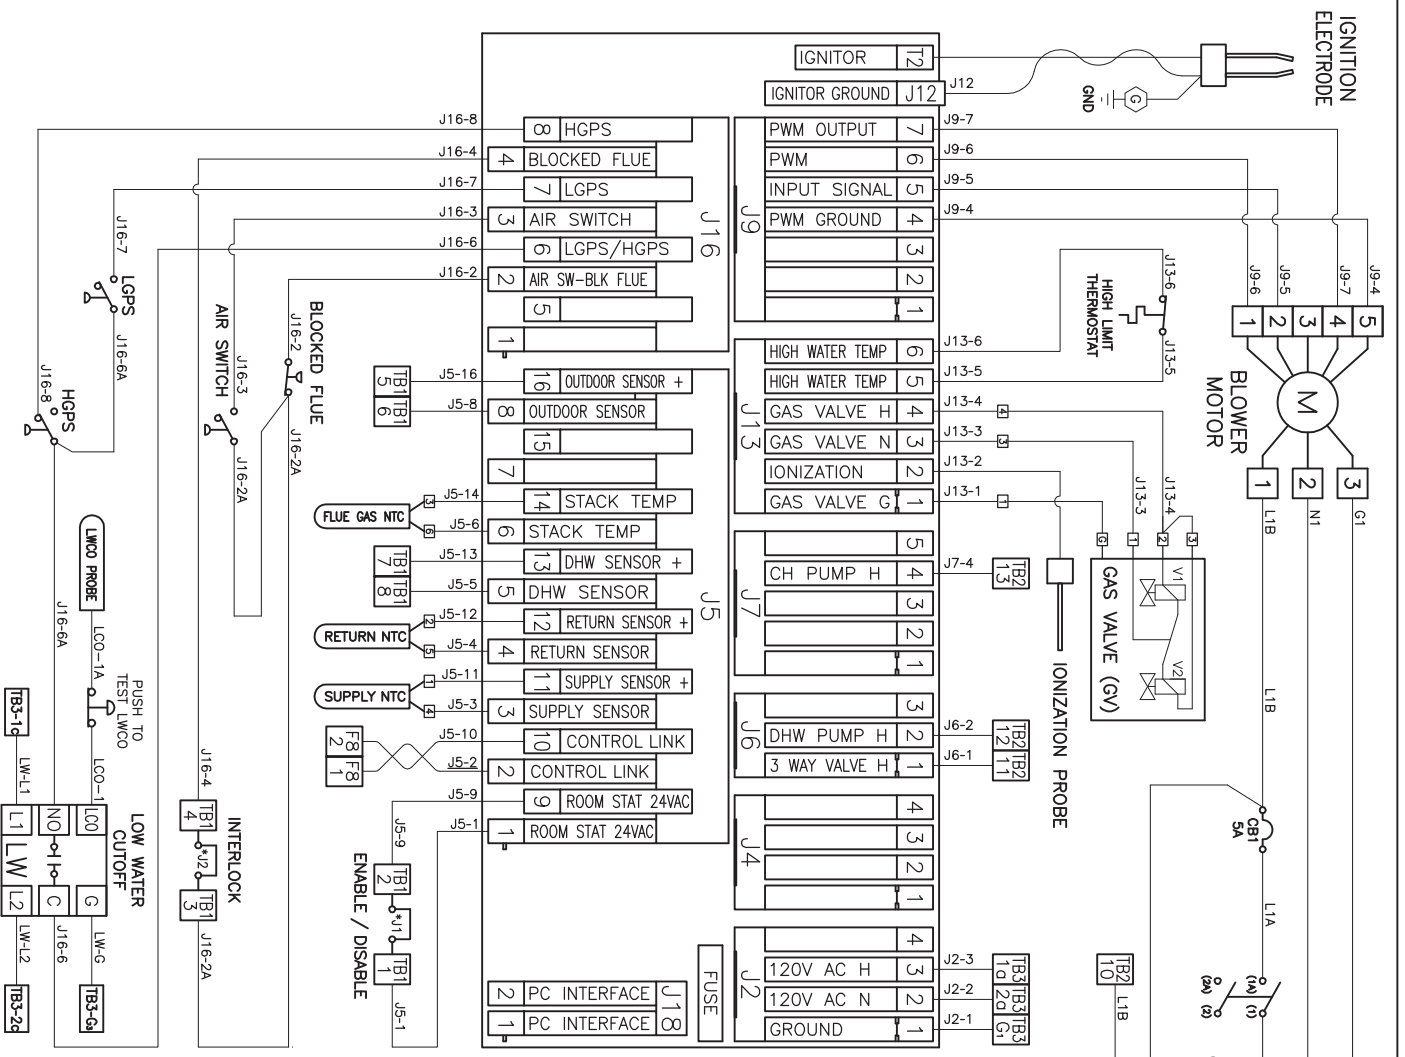 IGNITION
ELECTRODE
GND
G
IGNITOR T2
IGNITOR GROUND J12
J12
J16
8 HGPS
4 BLOCKED FLUE
7 LGPS
3 AIR SWITCH
6 LGPS/HGPS
2 AIR SW-BLK FLUE
5
1
J16-8
J16-4
J16-7
J16-3
J16-6
J16-2
J9
PWM OUTPUT 7
PWM 6
INPUT SIGNAL 5
PWM GROUND 4
3
2
1
J9-7
J9-6
J9-5
J9-4
J9-6
J9-5
J9-7
J9-4
1 2 3 4 5
BLOWER
MOTOR
M
1 2 3
L1B
N1
G1
J13
HIGH WATER TEMP 6
HIGH WATER TEMP 5
GAS VALVE H 4
GAS VALVE N 3
IONIZATION 2
GAS VALVE G 1
J13-6
J13-5
J13-4
J13-3
J13-2
J13-1
4
3
1
J13-6
HIGH LIMIT
THERMOSTAT
J13-5
J13-3
J13-4
G 1 2 3
V1
V2
GAS VALVE (GV)
IONIZATION PROBE
J7
5
CH PUMP H 4
3
2
1
J7-4
TB2
13
J6
3
DHW PUMP H 2
3 WAY VALVE H 1
J6-2
J6-1
TB2
12
TB2
11
J4
4
3
2
1
J2
4
120V AC H 3
120V AC N 2
GROUND 1
J2-3
J2-2
J2-1
TB3
1a
TB3
2a
TB3
G1
FUSE
J18
2 PC INTERFACE
1 PC INTERFACE
J5
16 OUTDOOR SENSOR +
8 OUTDOOR SENSOR
15
7
14 STACK TEMP
6 STACK TEMP
13 DHW SENSOR +
5 DHW SENSOR
12 RETURN SENSOR +
4 RETURN SENSOR
11 SUPPLY SENSOR +
3 SUPPLY SENSOR
10 CONTROL LINK
2 CONTROL LINK
9 ROOM STAT 24VAC
1 ROOM STAT 24VAC
J5-16
J5-8
J5-14
J5-6
J5-13
J5-5
J5-12
J5-4
J5-11
J5-3
J5-10
J5-2
J5-9
J5-1
TB1
5
TB1
6
FLUE GAS NTC
3
6
TB1
7
TB1
8
RETURN NTC
2
5
SUPPLY NTC
1
4
F8
2
F8
1
J5-9
TB1
2
*J1
TB1
1
J5-1
ENABLE / DISABLE
J16-7
LGPS
J16-6A
J16-8
HGPS
AIR SWITCH
J16-3
J16-2A
BLOCKED FLUE
J16-2
J16-2A
LWCO PROBE
LCO-1A
PUSH TO
TEST LWCO
LCO-1
J16-6A
TB3-1c
LW-L1
L1 NO LCO
LW
L2 C G
LOW WATER
CUTOFF
LW-L2
J16-6
LW-G
TB3-2c
TB3-G3
J16-4
TB1
4
*J2
TB1
3
INTERLOCK
J16-2A
L1B
CB1
5A
L1A
(2A) (2)
(1A) (1)
TB2
10
L1B